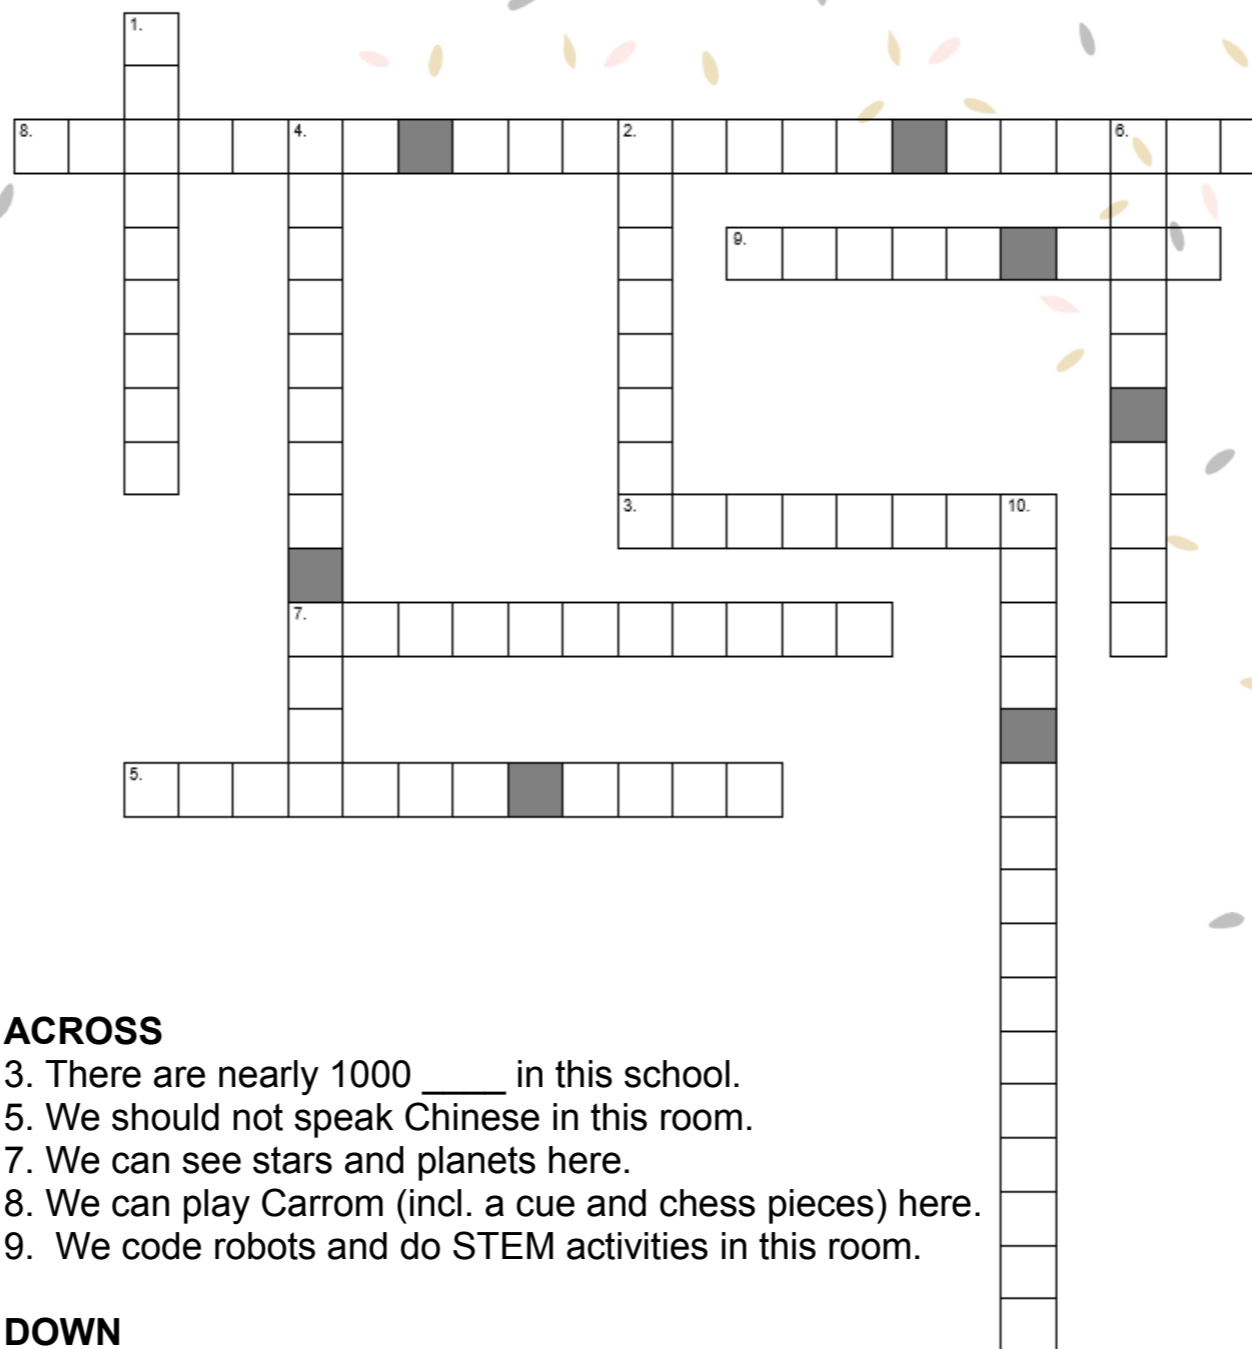 1.
8. 4. 2. 6.
9.
3. 10.
7.
5.
ACROSS
3. There are nearly 1000 ____ in this school.
5. We should not speak Chinese in this room.
7. We can see stars and planets here.
8. We can play Carrom (incl. a cue and chess pieces) here.
9. We code robots and do STEM activities in this room.
DOWN